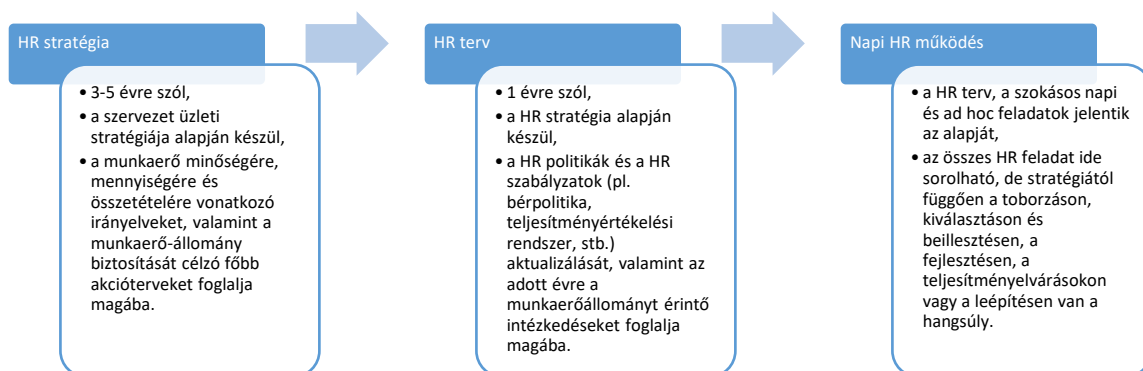 HR stratégia
• 3-5 évre szól,
• a szervezet üzleti
stratégiája alapján készül,
• a munkaerő minőségére,
mennyiségére és
összetételére vonatkozó
irányelveket, valamint a
munkaerő-állomány
biztosítását célzó főbb
akcióterveket foglalja
magába.
HR terv
• 1 évre szól,
• a HR stratégia alapján
készül,
• a HR politikák és a HR
szabályzatok (pl.
bérpolitika,
teljesítményértékelési
rendszer, stb.)
aktualizálását, valamint az
adott évre a
munkaerőállományt érintő
intézkedéseket foglalja
magába.
Napi HR működés
• a HR terv, a szokásos napi
és ad hoc feladatok jelentik
az alapját,
• az összes HR feladat ide
sorolható, de stratégiától
függően a toborzáson,
kiválasztáson és
beillesztésen, a
fejlesztésen, a
teljesítményelvárásokon
vagy a leépítésen van a
hangsúly.